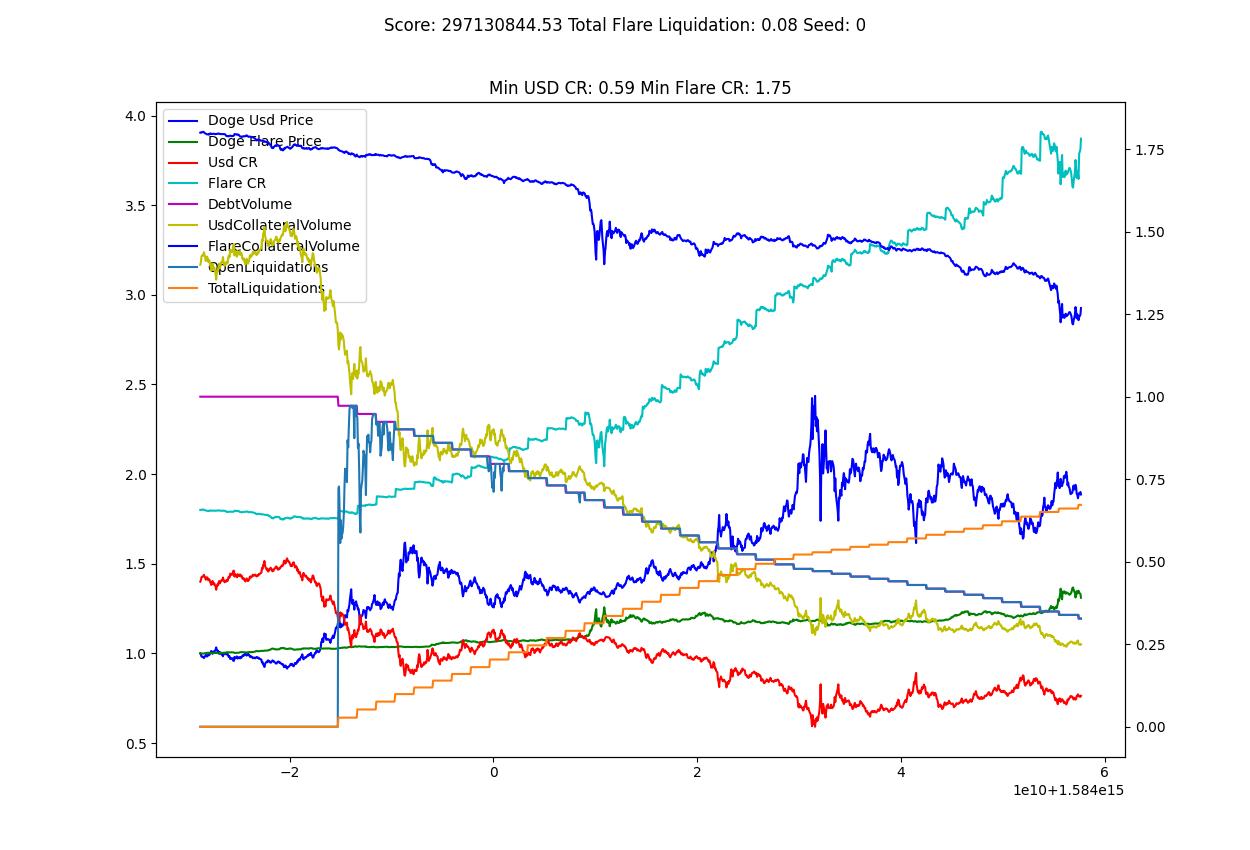 Score: 297130844.53 Total Flare Liquidation: 0.08 Seed: 0
Min USD CR: 0.59 Min Flare CR: 1.75
Doge Usd Price
Doge Flare Price
Usd CR
Flare CR
DebtVolume
UsdCollateralVolume
FlareCollateralVolume
OpenLiquidations
TotalLiquidations
4.0
3.5
3.0
2.5
2.0
1.5
1.0
0.5
1.75
1.50
1.25
1.00
0.75
0.50
0.25
0.00
−2
0
2
4
6
1e10+1.584e15